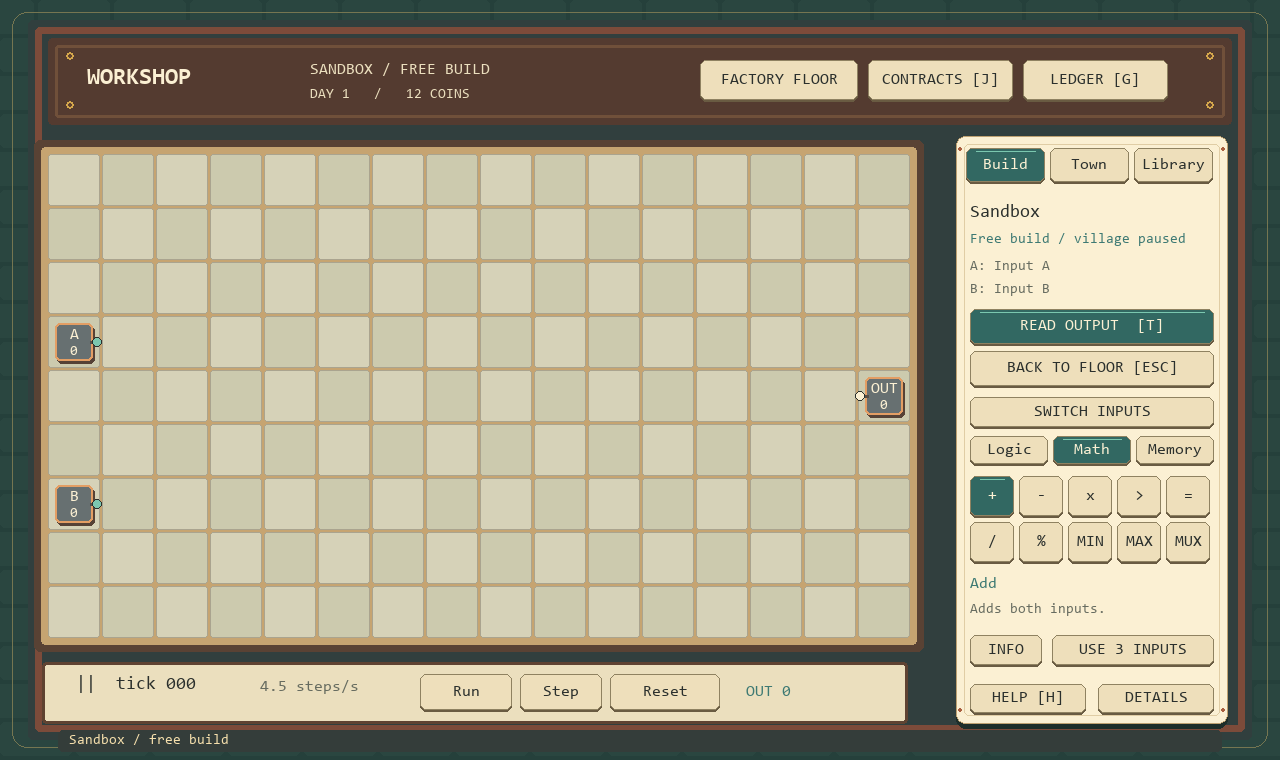 WORKSHOP
SANDBOX / FREE BUILD
DAY 1 / 12 COINS
FACTORY FLOOR
CONTRACTS [J]
LEDGER [G]
Build
Town
Library
Sandbox
Free build / village paused
A: Input A
B: Input B
READ OUTPUT [T]
BACK TO FLOOR [ESC]
SWITCH INPUTS
Logic
Math
Memory
+
-
x
>
=
/
%
MIN
MAX
MUX
Add
Adds both inputs.
INFO
USE 3 INPUTS
HELP [H]
DETAILS
A
0
OUT
0
B
0
|| tick 000
4.5 steps/s
Run
Step
Reset
OUT 0
Sandbox / free build